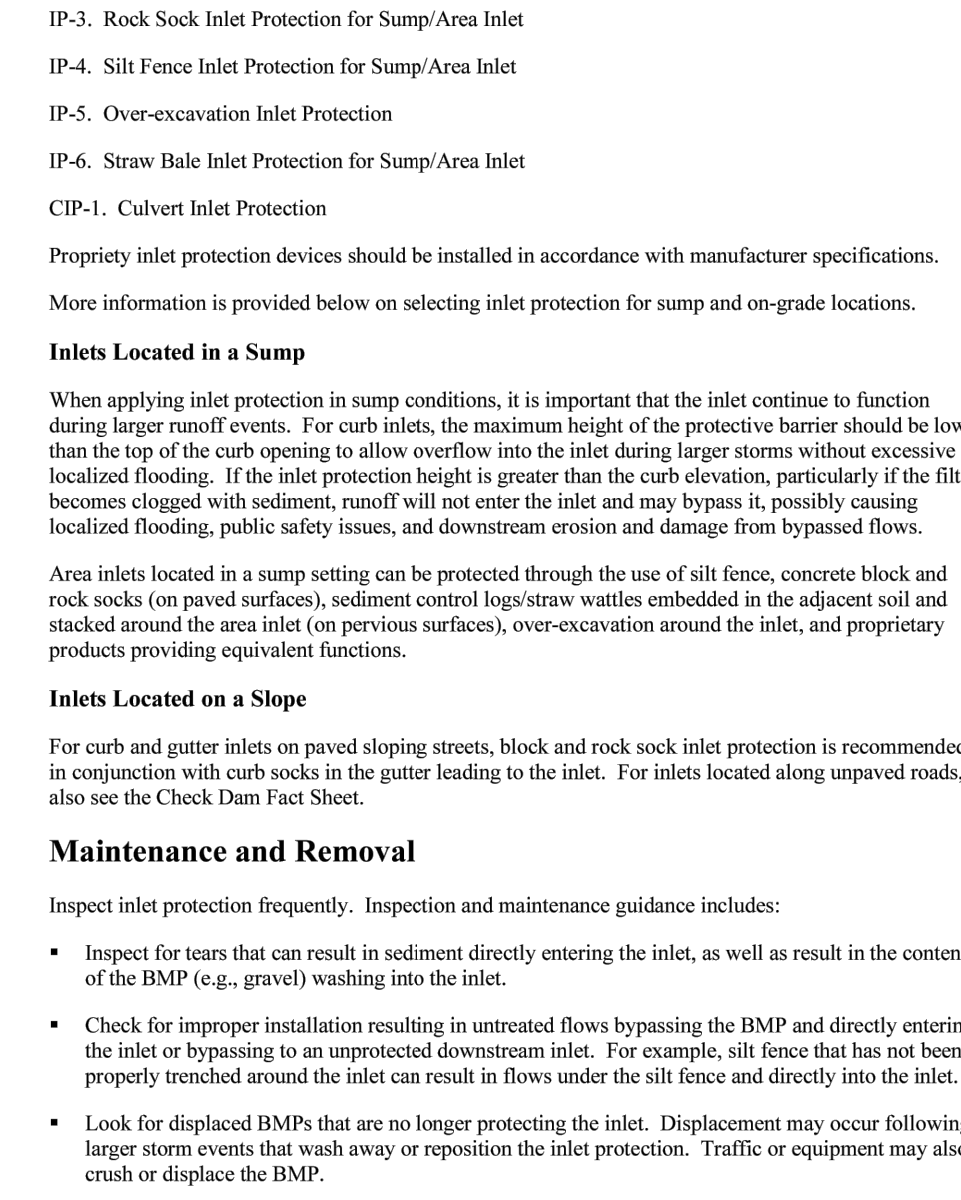 IP-3. Rock Sock Inlet Protection for Sump/Area Inlet
IP-4. Silt Fence Inlet Protection for Sump/Area Inlet
IP-5. Over-excavation Inlet Protection
IP-6. Straw Bale Inlet Protection for Sump/Area Inlet
CIP-1. Culvert Inlet Protection
Propriety inlet protection devices should be installed in accordance with manufacturer specifications.
More information is provided below on selecting inlet protection for sump and on-grade locations.
Inlets Located in a Sump
When applying inlet protection in sump conditions, it is important that the inlet continue to function
during larger runoff events. For curb inlets, the maximum height of the protective barrier should be low
than the top of the curb opening to allow overflow into the inlet during larger storms without excessive
localized flooding. If the inlet protection height is greater than the curb elevation, particularly if the filt
becomes clogged with sediment, runoff will not enter the inlet and may bypass it, possibly causing
localized flooding, public safety issues, and downstream erosion and damage from bypassed flows.
Area inlets located in a sump setting can be protected through the use of silt fence, concrete block and
rock socks (on paved surfaces), sediment control logs/straw wattles embedded in the adjacent soil and
stacked around the area inlet (on pervious surfaces), over-excavation around the inlet, and proprietary
products providing equivalent functions.
Inlets Located on a Slope
For curb and gutter inlets on paved sloping streets, block and rock sock inlet protection is recommended
in conjunction with curb socks in the gutter leading to the inlet. For inlets located along unpaved roads,
also see the Check Dam Fact Sheet.
Maintenance and Removal
Inspect inlet protection frequently. Inspection and maintenance guidance includes:
▪ Inspect for tears that can result in sediment directly entering the inlet, as well as result in the conten
of the BMP (e.g., gravel) washing into the inlet.
▪ Check for improper installation resulting in untreated flows bypassing the BMP and directly enterin
the inlet or bypassing to an unprotected downstream inlet. For example, silt fence that has not been
properly trenched around the inlet can result in flows under the silt fence and directly into the inlet.
▪ Look for displaced BMPs that are no longer protecting the inlet. Displacement may occur following
larger storm events that wash away or reposition the inlet protection. Traffic or equipment may also
crush or displace the BMP.